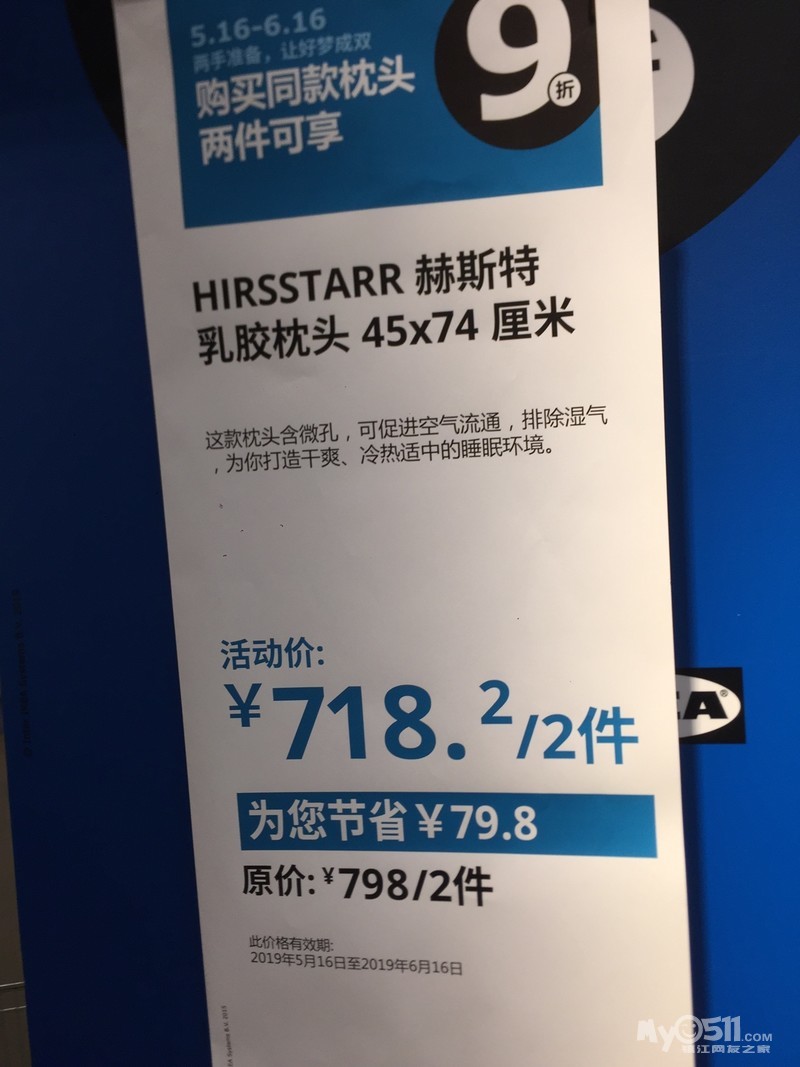 5.16-6.16
两手准备，让好梦成双
购买同款枕头
两件可享
9
折
HIRSSTARR 赫斯特
乳胶枕头 45x74 厘米
这款枕头含微孔，可促进空气流通，排除湿气
，为你打造干爽、冷热适中的睡眠环境。
活动价:
¥718.2/2件
EA®
为您节省¥79.8
原价:¥798/2件
此价格有效期:
2019年5月16日至2019年6月16日
EA Systems B.V. 2015
My0511.COM
镇江网友之家